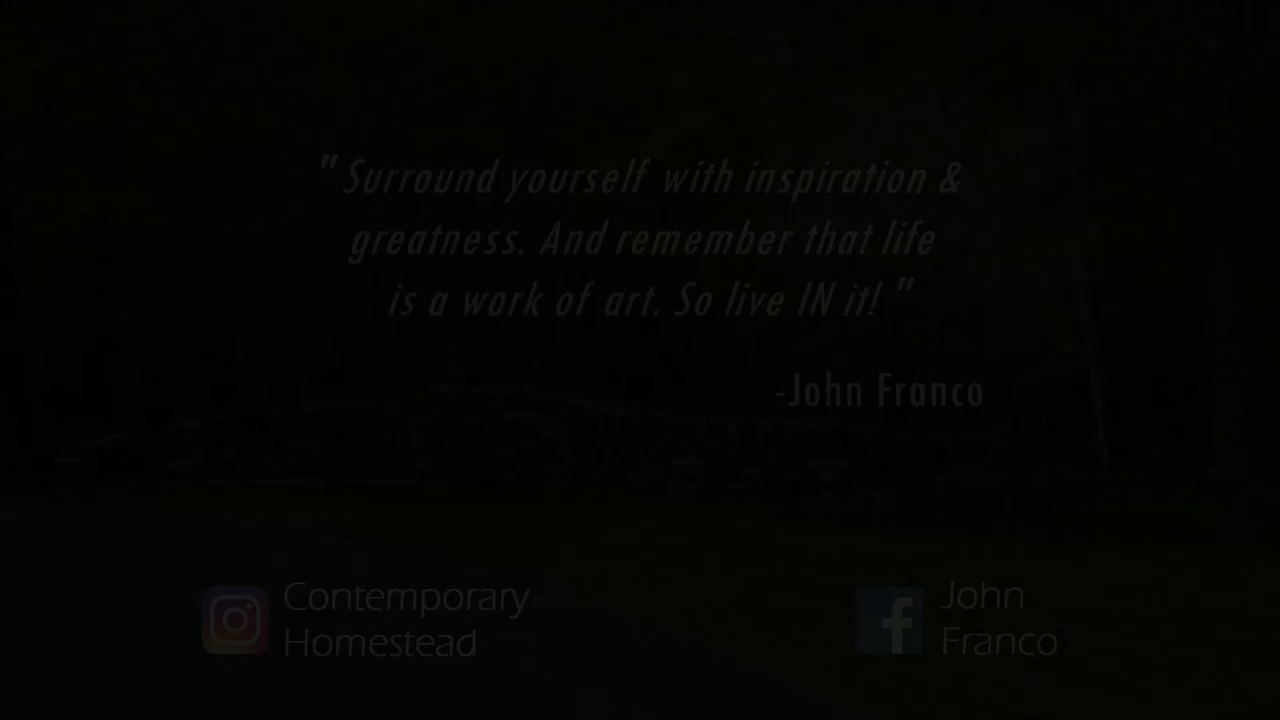 " Surround yourself with inspiration &
greatness. And remember that life
is a work of art. So live IN it! "
-John Franco
Contemporary
Homestead
John
Franco